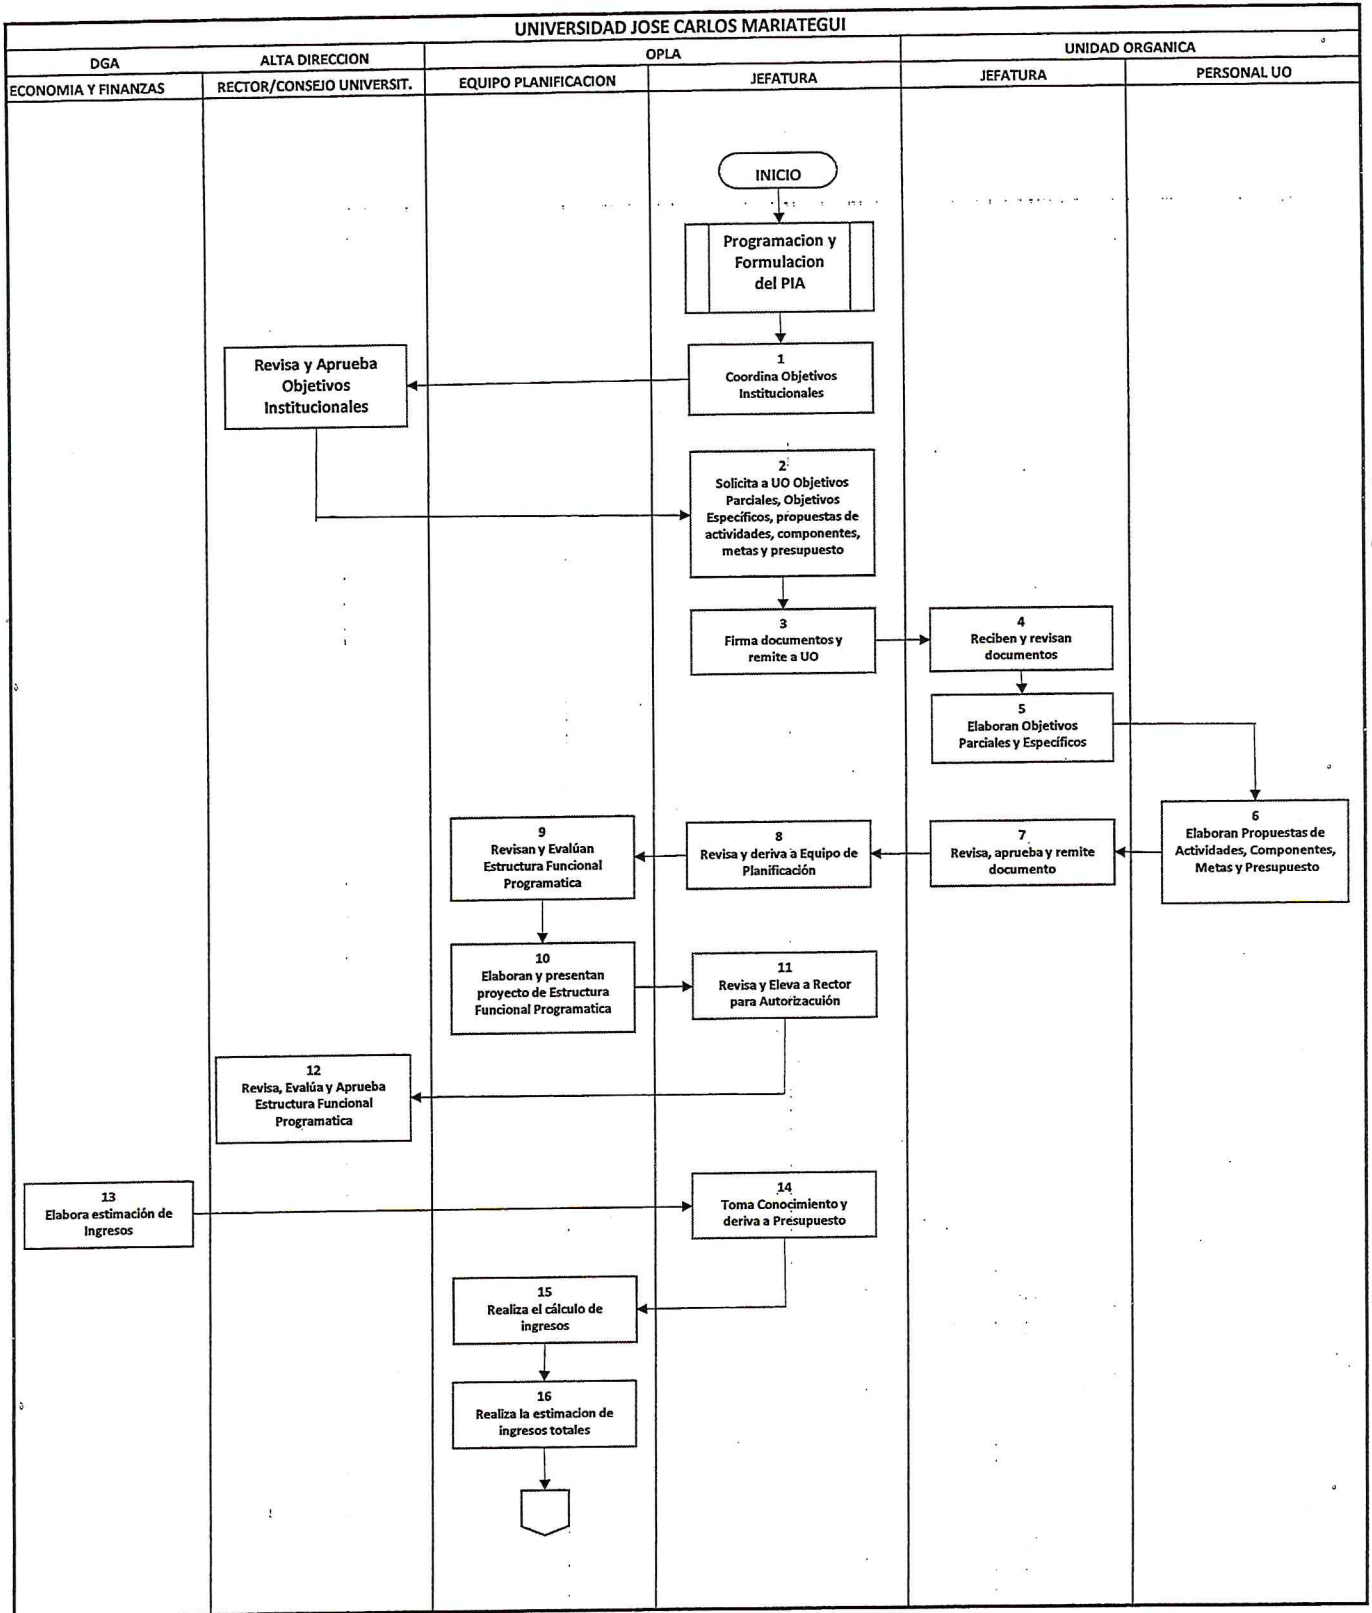 UNIVERSIDAD JOSE CARLOS MARIATEGUI
DGA
ALTA DIRECCION
OPLA
UNIDAD ORGANICA
ECONOMIA Y FINANZAS
RECTOR/CONSEJO UNIVERSIT.
EQUIPO PLANIFICACION
JEFATURA
JEFATURA
PERSONAL UO
INICIO
Programacion y
Formulacion
del PIA
1
Coordina Objetivos
Institucionales
Revisa y Aprueba
Objetivos
Institucionales
2
Solicita a UO Objetivos
Parciales, Objetivos
Específicos, propuestas de
actividades, componentes,
metas y presupuesto
3
Firma documentos y
remite a UO
4
Reciben y revisan
documentos
5
Elaboran Objetivos
Parciales y Específicos
6
Elaboran Propuestas de
Actividades, Componentes,
Metas y Presupuesto
7
Revisa, aprueba y remite
documento
8
Revisa y deriva a Equipo de
Planificación
9
Revisan y Evalúan
Estructura Funcional
Programatica
10
Elaboran y presentan
proyecto de Estructura
Funcional Programatica
11
Revisa y Eleva a Rector
para Autorizacuión
12
Revisa, Evalúa y Aprueba
Estructura Funcional
Programatica
13
Elabora estimación de
Ingresos
14
Toma Conocimiento y
deriva a Presupuesto
15
Realiza el cálculo de
ingresos
16
Realiza la estimacion de
ingresos totales